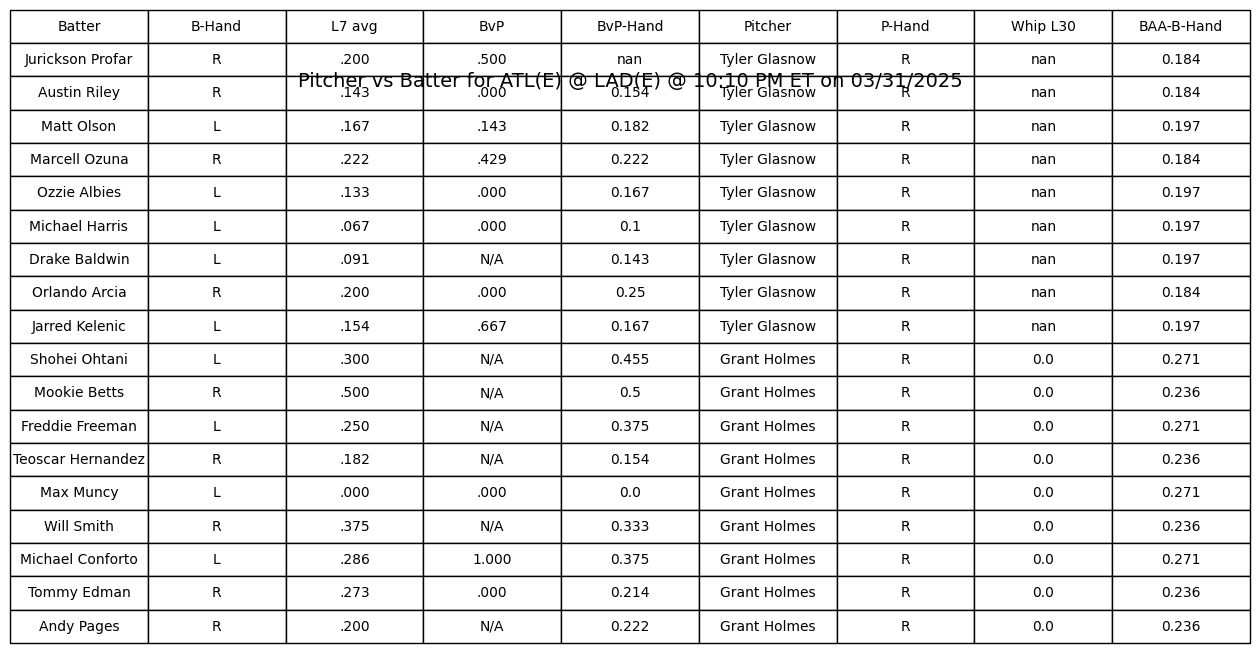 Batter B-Hand L7 avg BvP BvP-Hand Pitcher P-Hand Whip L30 BAA-B-Hand
Jurickson Profar R .200 .500 nan Tyler Glasnow R nan 0.184
Pitcher vs Batter for ATL(E) @ LAD(E) @ 10:10 PM ET on 03/31/2025
Austin Riley R .143 .000 0.154 Tyler Glasnow R nan 0.184
Matt Olson L .167 .143 0.182 Tyler Glasnow R nan 0.197
Marcell Ozuna R .222 .429 0.222 Tyler Glasnow R nan 0.184
Ozzie Albies L .133 .000 0.167 Tyler Glasnow R nan 0.197
Michael Harris L .067 .000 0.1 Tyler Glasnow R nan 0.197
Drake Baldwin L .091 N/A 0.143 Tyler Glasnow R nan 0.197
Orlando Arcia R .200 .000 0.25 Tyler Glasnow R nan 0.184
Jarred Kelenic L .154 .667 0.167 Tyler Glasnow R nan 0.197
Shohei Ohtani L .300 N/A 0.455 Grant Holmes R 0.0 0.271
Mookie Betts R .500 N/A 0.5 Grant Holmes R 0.0 0.236
Freddie Freeman L .250 N/A 0.375 Grant Holmes R 0.0 0.271
Teoscar Hernandez R .182 N/A 0.154 Grant Holmes R 0.0 0.236
Max Muncy L .000 .000 0.0 Grant Holmes R 0.0 0.271
Will Smith R .375 N/A 0.333 Grant Holmes R 0.0 0.236
Michael Conforto L .286 1.000 0.375 Grant Holmes R 0.0 0.271
Tommy Edman R .273 .000 0.214 Grant Holmes R 0.0 0.236
Andy Pages R .200 N/A 0.222 Grant Holmes R 0.0 0.236